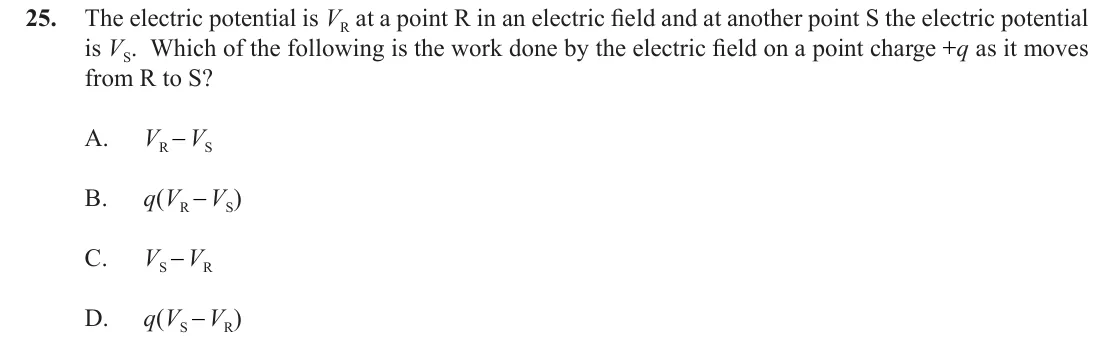 25. The electric potential is V_R at a point R in an electric field and at another point S the electric potential
is V_S. Which of the following is the work done by the electric field on a point charge +q as it moves
from R to S?
A. V_R – V_S
B. q(V_R – V_S)
C. V_S – V_R
D. q(V_S – V_R)